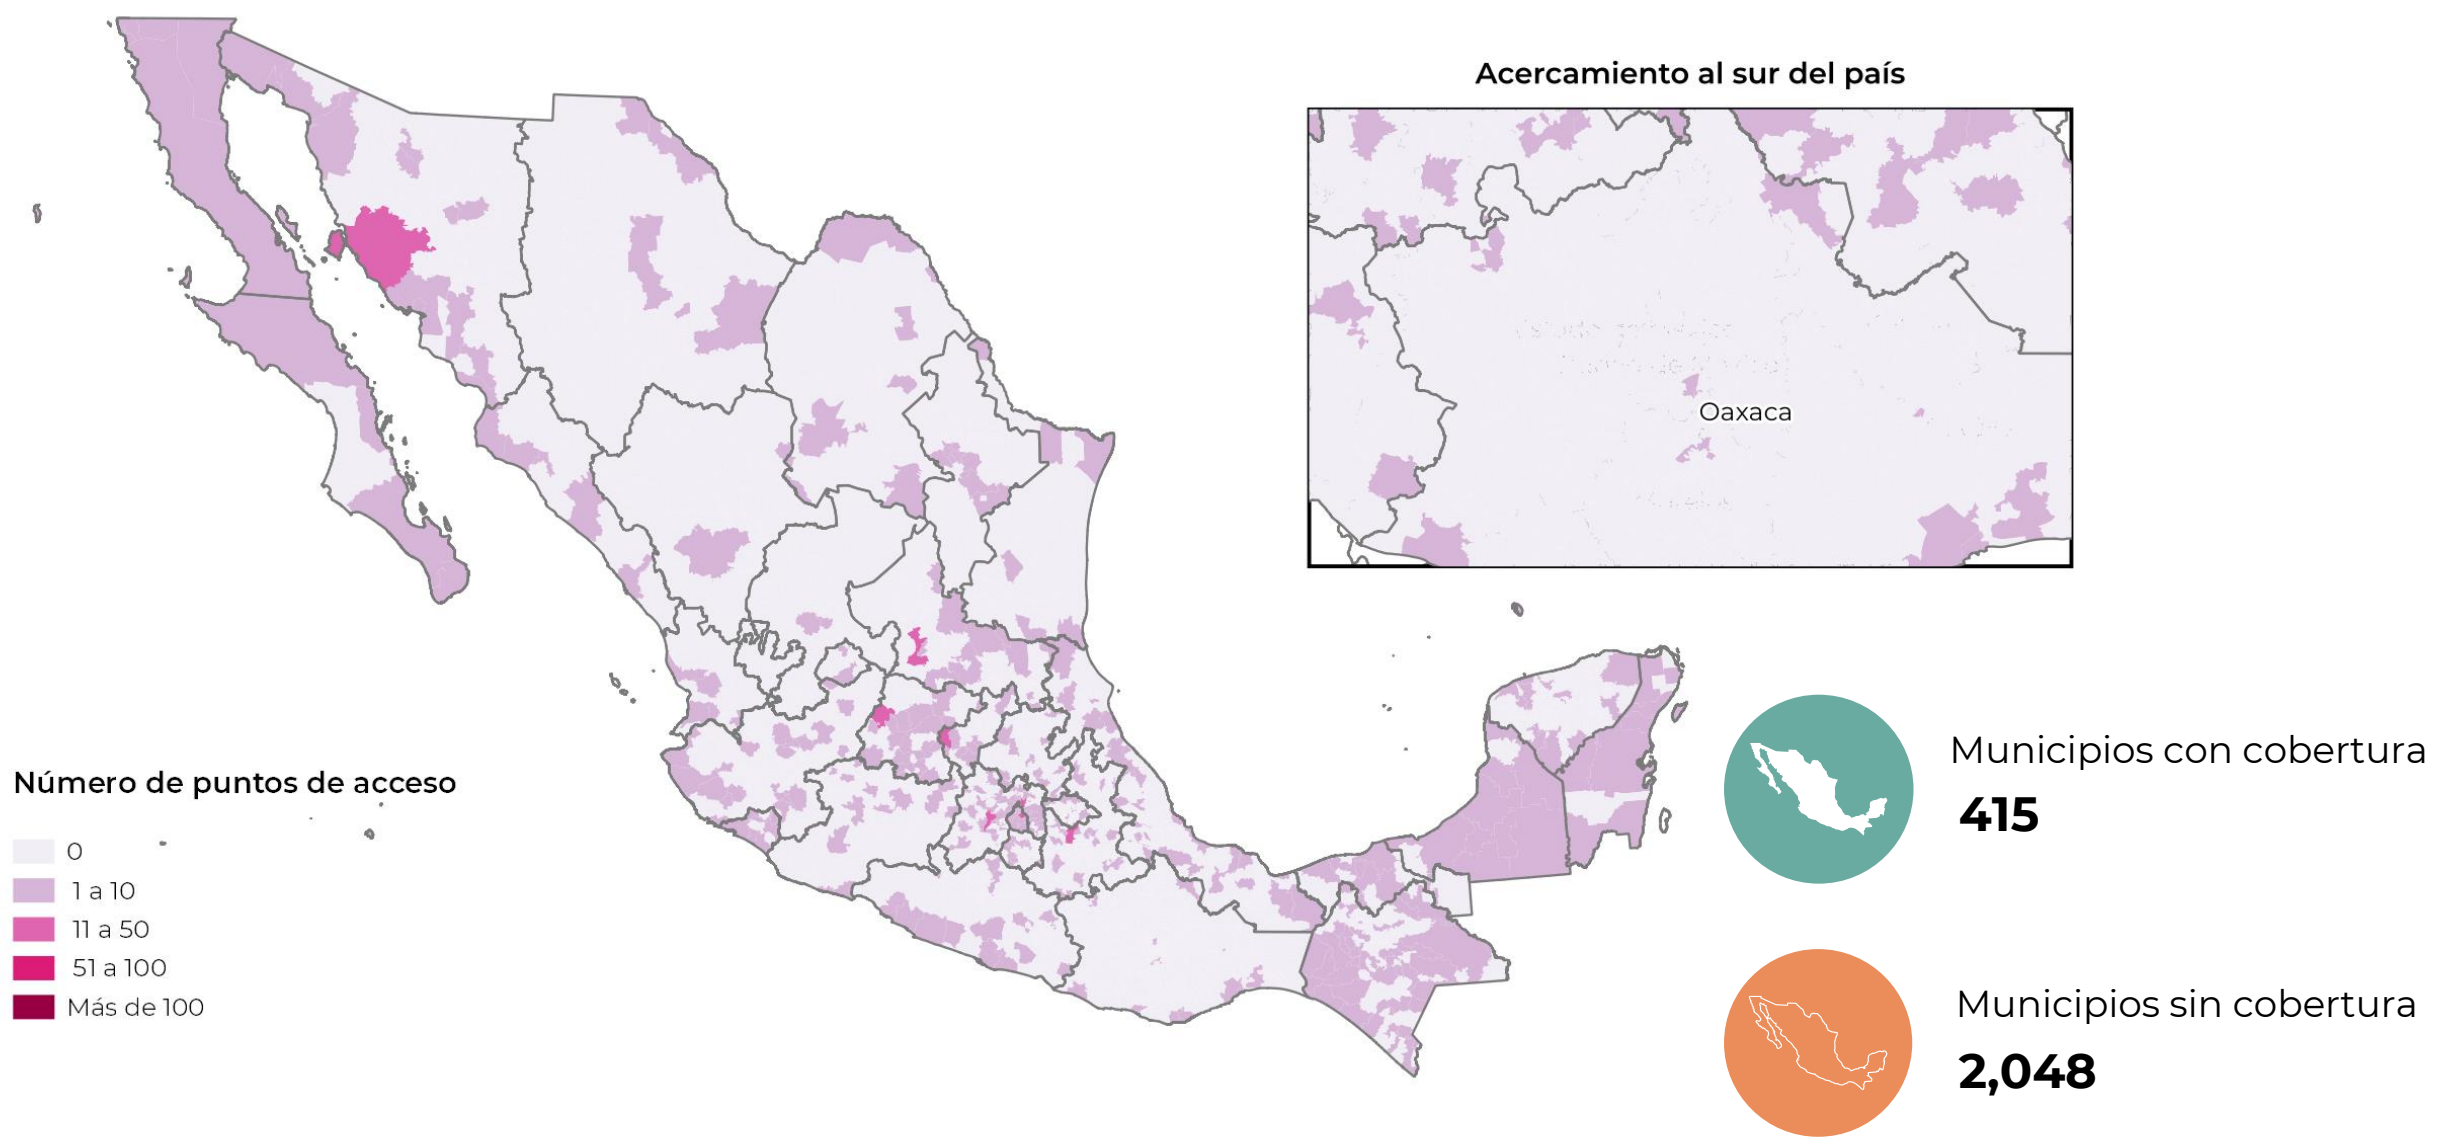 Acercamiento al sur del país
Oaxaca
Número de puntos de acceso
0
1 a 10
11 a 50
51 a 100
Más de 100
Municipios con cobertura
415
Municipios sin cobertura
2,048